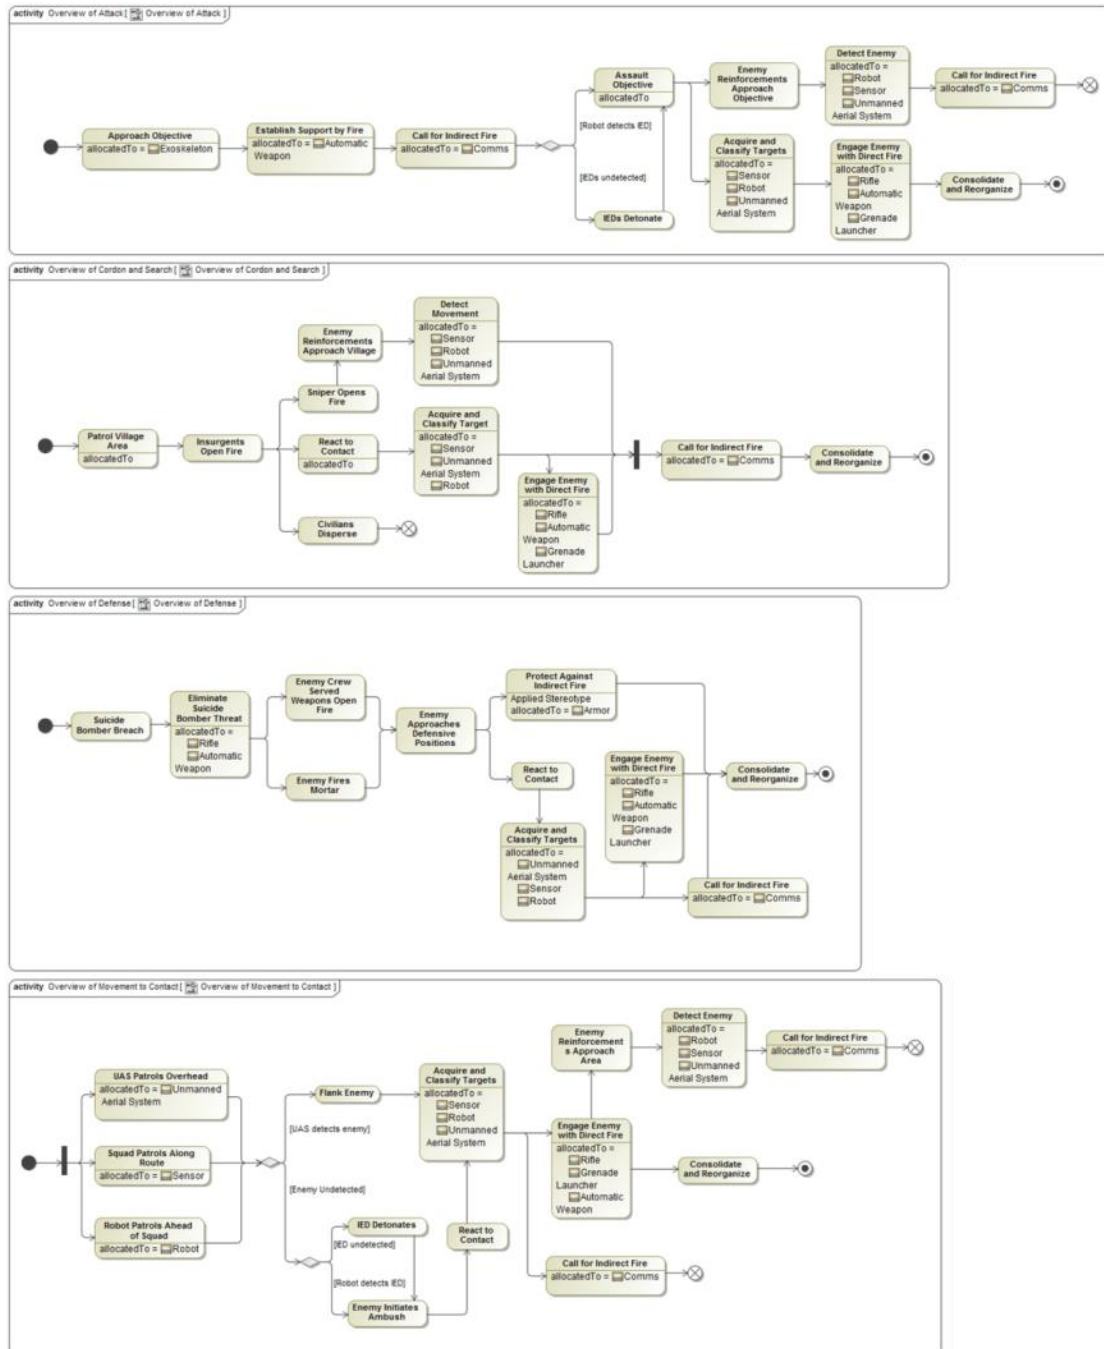 activity Overview of Attack[ Overview of Attack ]
Approach Objective
allocatedTo = Exoskeleton
Establish Support by Fire
allocatedTo = Automatic
Weapon
Call for Indirect Fire
allocatedTo = Comms
[Robot detects IED]
[IEDs undetected]
Assault
Objective
allocatedTo
IEDs Detonate
Enemy
Reinforcements
Approach
Objective
Detect Enemy
allocatedTo =
Robot
Sensor
Unmanned
Aerial System
Call for Indirect Fire
allocatedTo = Comms
Acquire and
Classify Targets
allocatedTo =
Sensor
Robot
Unmanned
Aerial System
Engage Enemy
with Direct Fire
allocatedTo =
Rifle
Automatic
Weapon
Grenade
Launcher
Consolidate
and Reorganize
activity Overview of Cordon and Search [ Overview of Cordon and Search ]
Patrol Village
Area
allocatedTo
Insurgents
Open Fire
Enemy
Reinforcements
Approach Village
Sniper Opens
Fire
React to
Contact
allocatedTo
Civilians
Disperse
Detect
Movement
allocatedTo =
Sensor
Robot
Unmanned
Aerial System
Acquire and
Classify Target
allocatedTo =
Sensor
Unmanned
Aerial System
Robot
Engage Enemy
with Direct Fire
allocatedTo =
Rifle
Automatic
Weapon
Grenade
Launcher
Call for Indirect Fire
allocatedTo = Comms
Consolidate
and Reorganize
activity Overview of Defense [ Overview of Defense ]
Suicide
Bomber Breach
Eliminate
Suicide
Bomber Threat
allocatedTo =
Rifle
Automatic
Weapon
Enemy Crew
Served
Weapons Open
Fire
Enemy Fires
Mortar
Enemy
Approaches
Defensive
Positions
Protect Against
Indirect Fire
Applied Stereotype
allocatedTo = Armor
React to
Contact
Acquire and
Classify Targets
allocatedTo =
Unmanned
Aerial System
Sensor
Robot
Engage Enemy
with Direct Fire
allocatedTo =
Rifle
Automatic
Weapon
Grenade
Launcher
Call for Indirect Fire
allocatedTo = Comms
Consolidate
and Reorganize
activity Overview of Movement to Contact [ Overview of Movement to Contact ]
UAS Patrols Overhead
allocatedTo = Unmanned
Aerial System
Squad Patrols Along
Route
allocatedTo = Sensor
Robot Patrols Ahead
of Squad
allocatedTo = Robot
Flank Enemy
[UAS detects enemy]
[Enemy Undetected]
IED Detonates
[IED undetected]
[Robot detects IED]
Enemy Initiates
Ambush
React to
Contact
Acquire and
Classify Targets
allocatedTo =
Sensor
Robot
Unmanned
Aerial System
Enemy
Reinforcement
s Approach
Area
Detect Enemy
allocatedTo =
Robot
Sensor
Unmanned
Aerial System
Call for Indirect Fire
allocatedTo = Comms
Engage Enemy
with Direct Fire
allocatedTo =
Rifle
Grenade
Launcher
Automatic
Weapon
Consolidate
and Reorganize
Call for Indirect Fire
allocatedTo = Comms